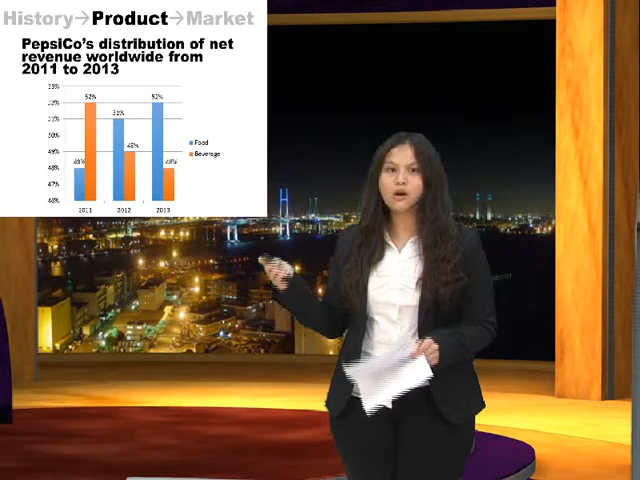 History→Product→Market
PepsiCo's distribution of net
revenue worldwide from
2011 to 2013
53%
52%
51%
50%
49%
48%
47%
46%
48%
52%
51%
49%
52%
48%
2011
2012
2013
Food
Beverage